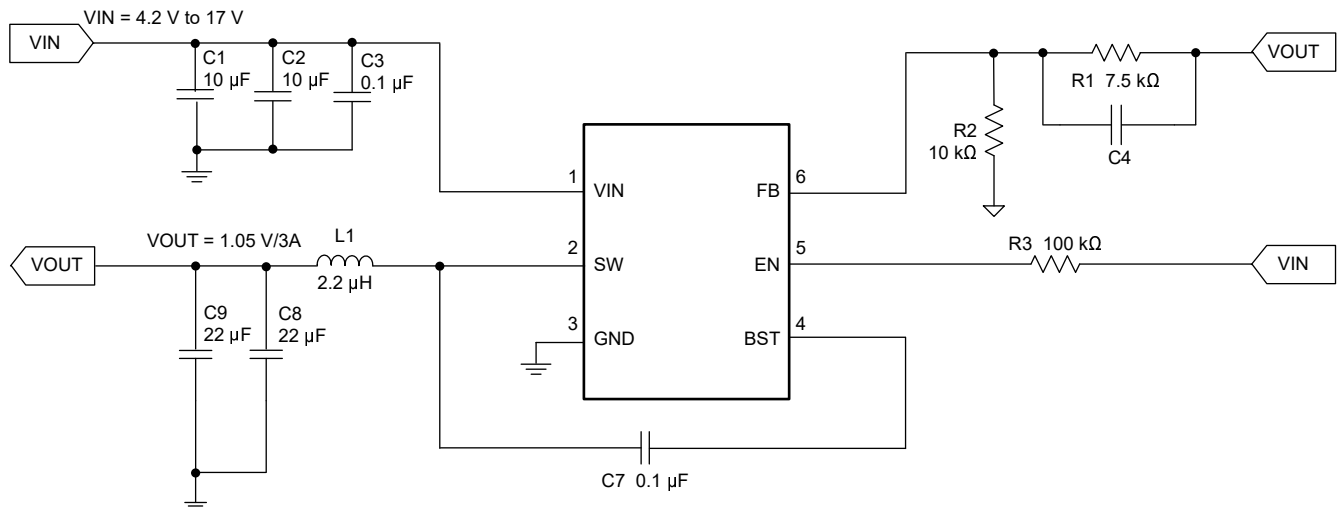 VIN = 4.2 V to 17 V
VIN
C1
10 µF
C2
10 µF
C3
0.1 µF
VOUT
R1 7.5 kΩ
R2
10 kΩ
C4
1
VIN
FB
6
VOUT
VOUT = 1.05 V/3A
L1
2.2 µH
2
SW
EN
5
R3 100 kΩ
VIN
C9
22 µF
C8
22 µF
3
GND
BST
4
C7 0.1 µF